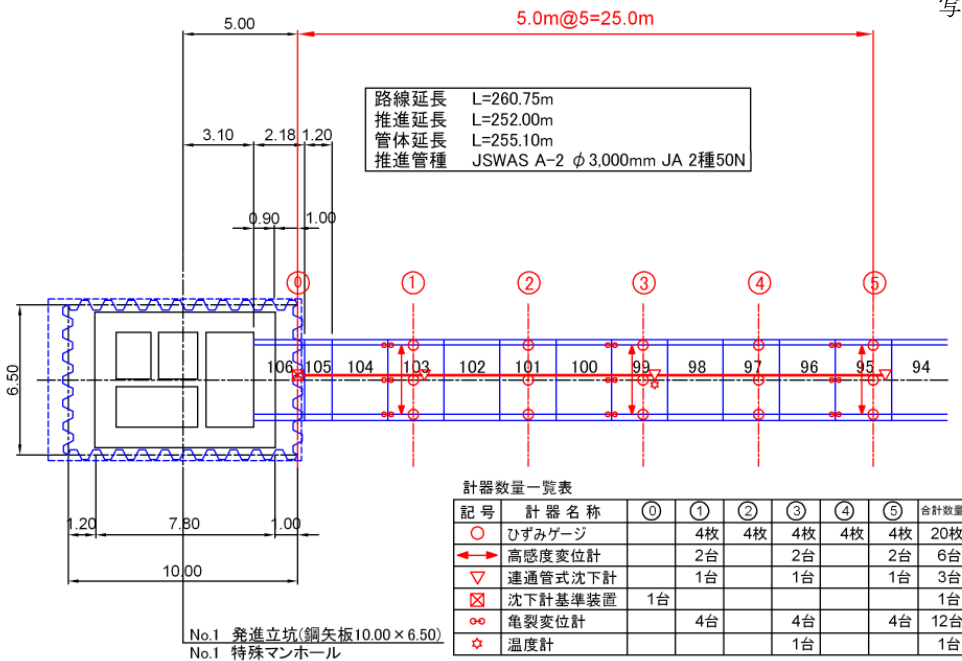 写
5.00
5.0m@5=25.0m
路線延長 L=260.75m
推進延長 L=252.00m
管体延長 L=255.10m
推進管種 JSWAS A-2 φ3,000mm JA 2種50N
3.10 2.18 1.20
0.90 1.00
⓪ ① ② ③ ④ ⑤
6.50
106 105 104 103 102 101 100 99 98 97 96 95 94
1.20 7.80 1.00
10.00
No.1 発進立坑(鋼矢板10.00×6.50)
No.1 特殊マンホール
計器数量一覧表
記号 計器名称 ⓪ ① ② ③ ④ ⑤ 合計数量
ひずみゲージ 4枚 4枚 4枚 4枚 4枚 20枚
高感度変位計 2台 2台 2台 6台
連通管式沈下計 1台 1台 1台 3台
沈下計基準装置 1台 1台
亀裂変位計 4台 4台 4台 12台
温度計 1台 1台